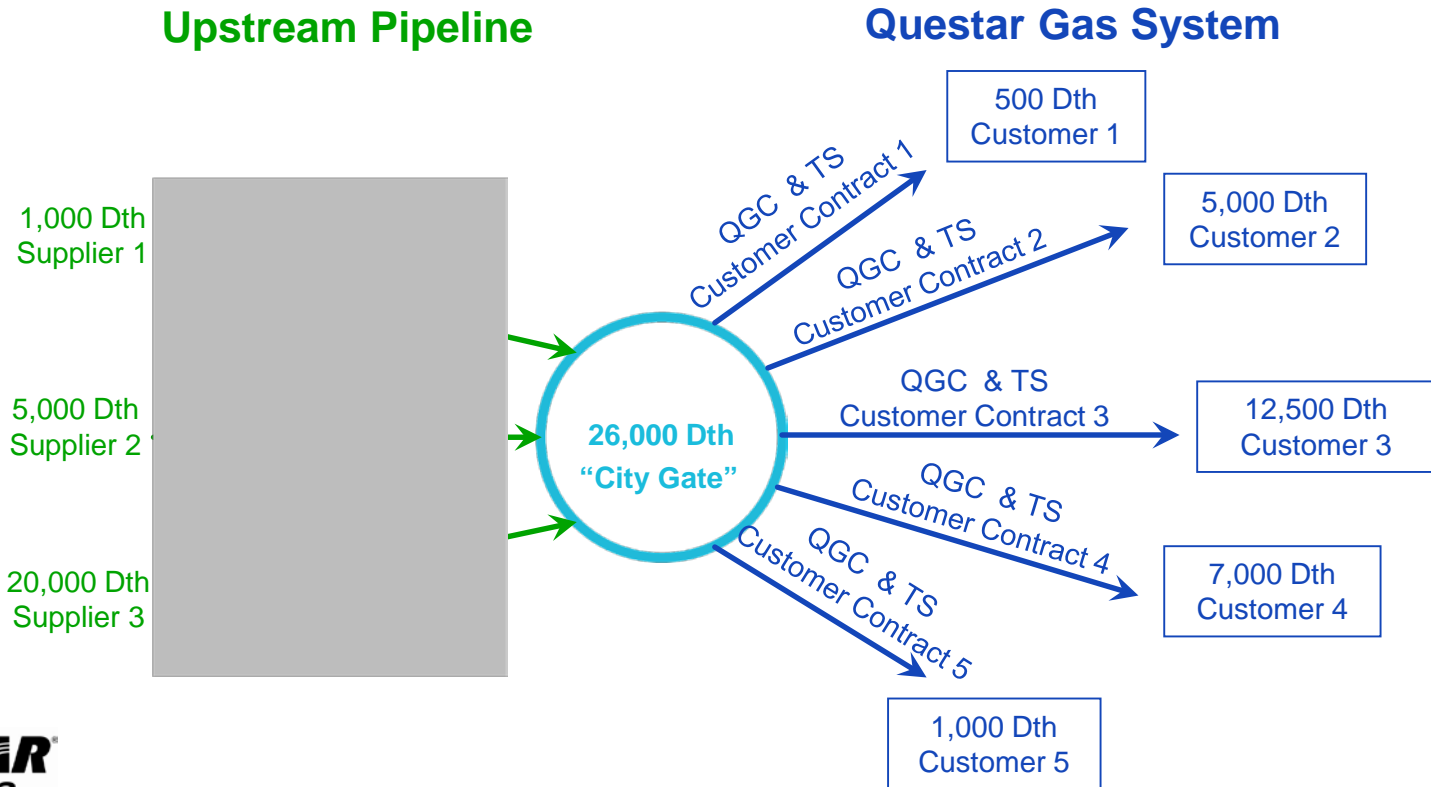 Upstream Pipeline
Questar Gas System
1,000 Dth
Supplier 1
5,000 Dth
Supplier 2
20,000 Dth
Supplier 3
26,000 Dth
“City Gate”
QGC & TS
Customer Contract 1
QGC & TS
Customer Contract 2
QGC & TS
Customer Contract 3
QGC & TS
Customer Contract 4
QGC & TS
Customer Contract 5
500 Dth
Customer 1
5,000 Dth
Customer 2
12,500 Dth
Customer 3
7,000 Dth
Customer 4
1,000 Dth
Customer 5